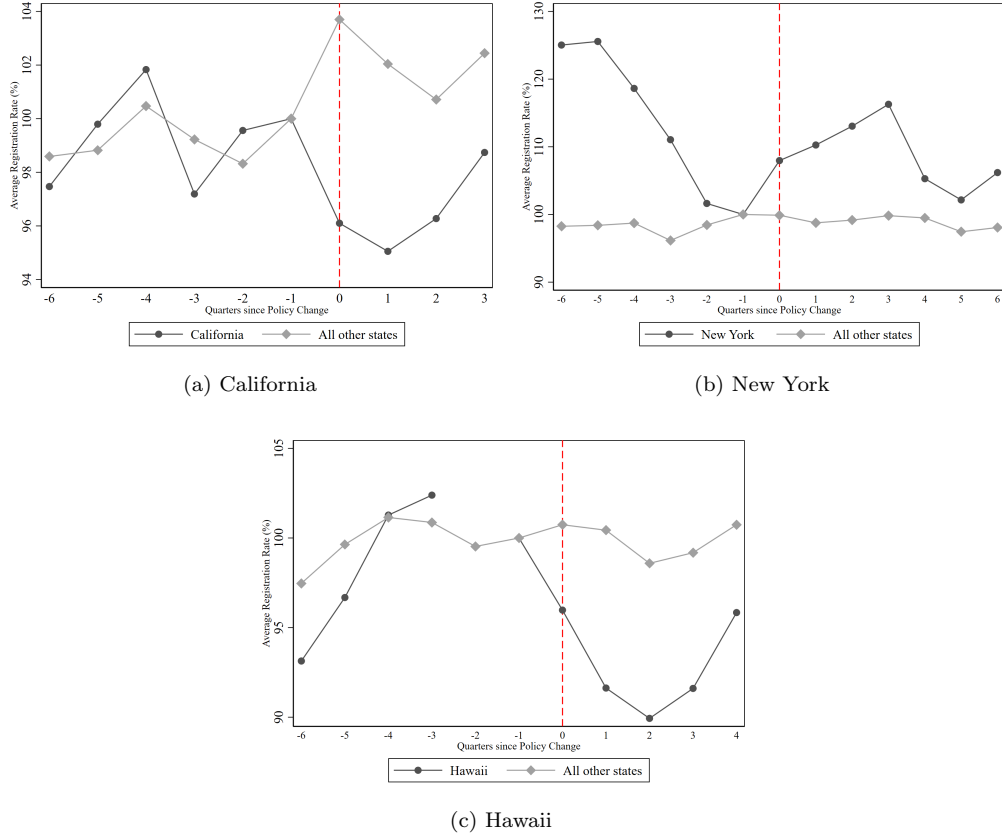 Average Registration Rate (%)
94 96 98 100 102 104
-6 -5 -4 -3 -2 -1 0 1 2 3
Quarters since Policy Change
California All other states
(a) California
Average Registration Rate (%)
90 100 110 120 130
-6 -5 -4 -3 -2 -1 0 1 2 3 4 5 6
Quarters since Policy Change
New York All other states
(b) New York
Average Registration Rate (%)
90 95 100 105
-6 -5 -4 -3 -2 -1 0 1 2 3 4
Quarters since Policy Change
Hawaii All other states
(c) Hawaii